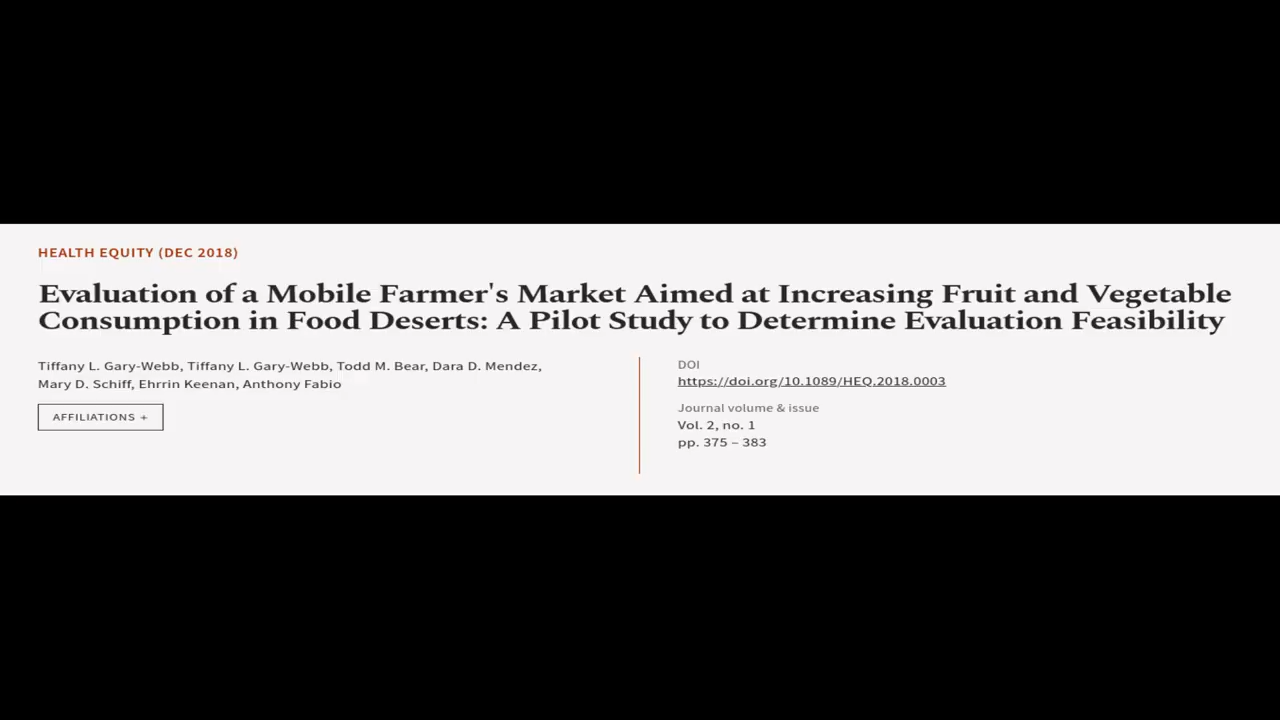 HEALTH EQUITY (DEC 2018)
Evaluation of a Mobile Farmer's Market Aimed at Increasing Fruit and Vegetable
Consumption in Food Deserts: A Pilot Study to Determine Evaluation Feasibility
Tiffany L. Gary-Webb, Tiffany L. Gary-Webb, Todd M. Bear, Dara D. Mendez,
Mary D. Schiff, Ehrrin Keenan, Anthony Fabio
AFFILIATIONS +
DOI
https://doi.org/10.1089/HEQ.2018.0003
Journal volume & issue
Vol. 2, no. 1
pp. 375 – 383